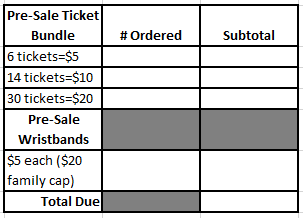 Pre-Sale Ticket
Bundle # Ordered Subtotal
6 tickets=$5
14 tickets=$10
30 tickets=$20
Pre-Sale
Wristbands
$5 each ($20
family cap)
Total Due